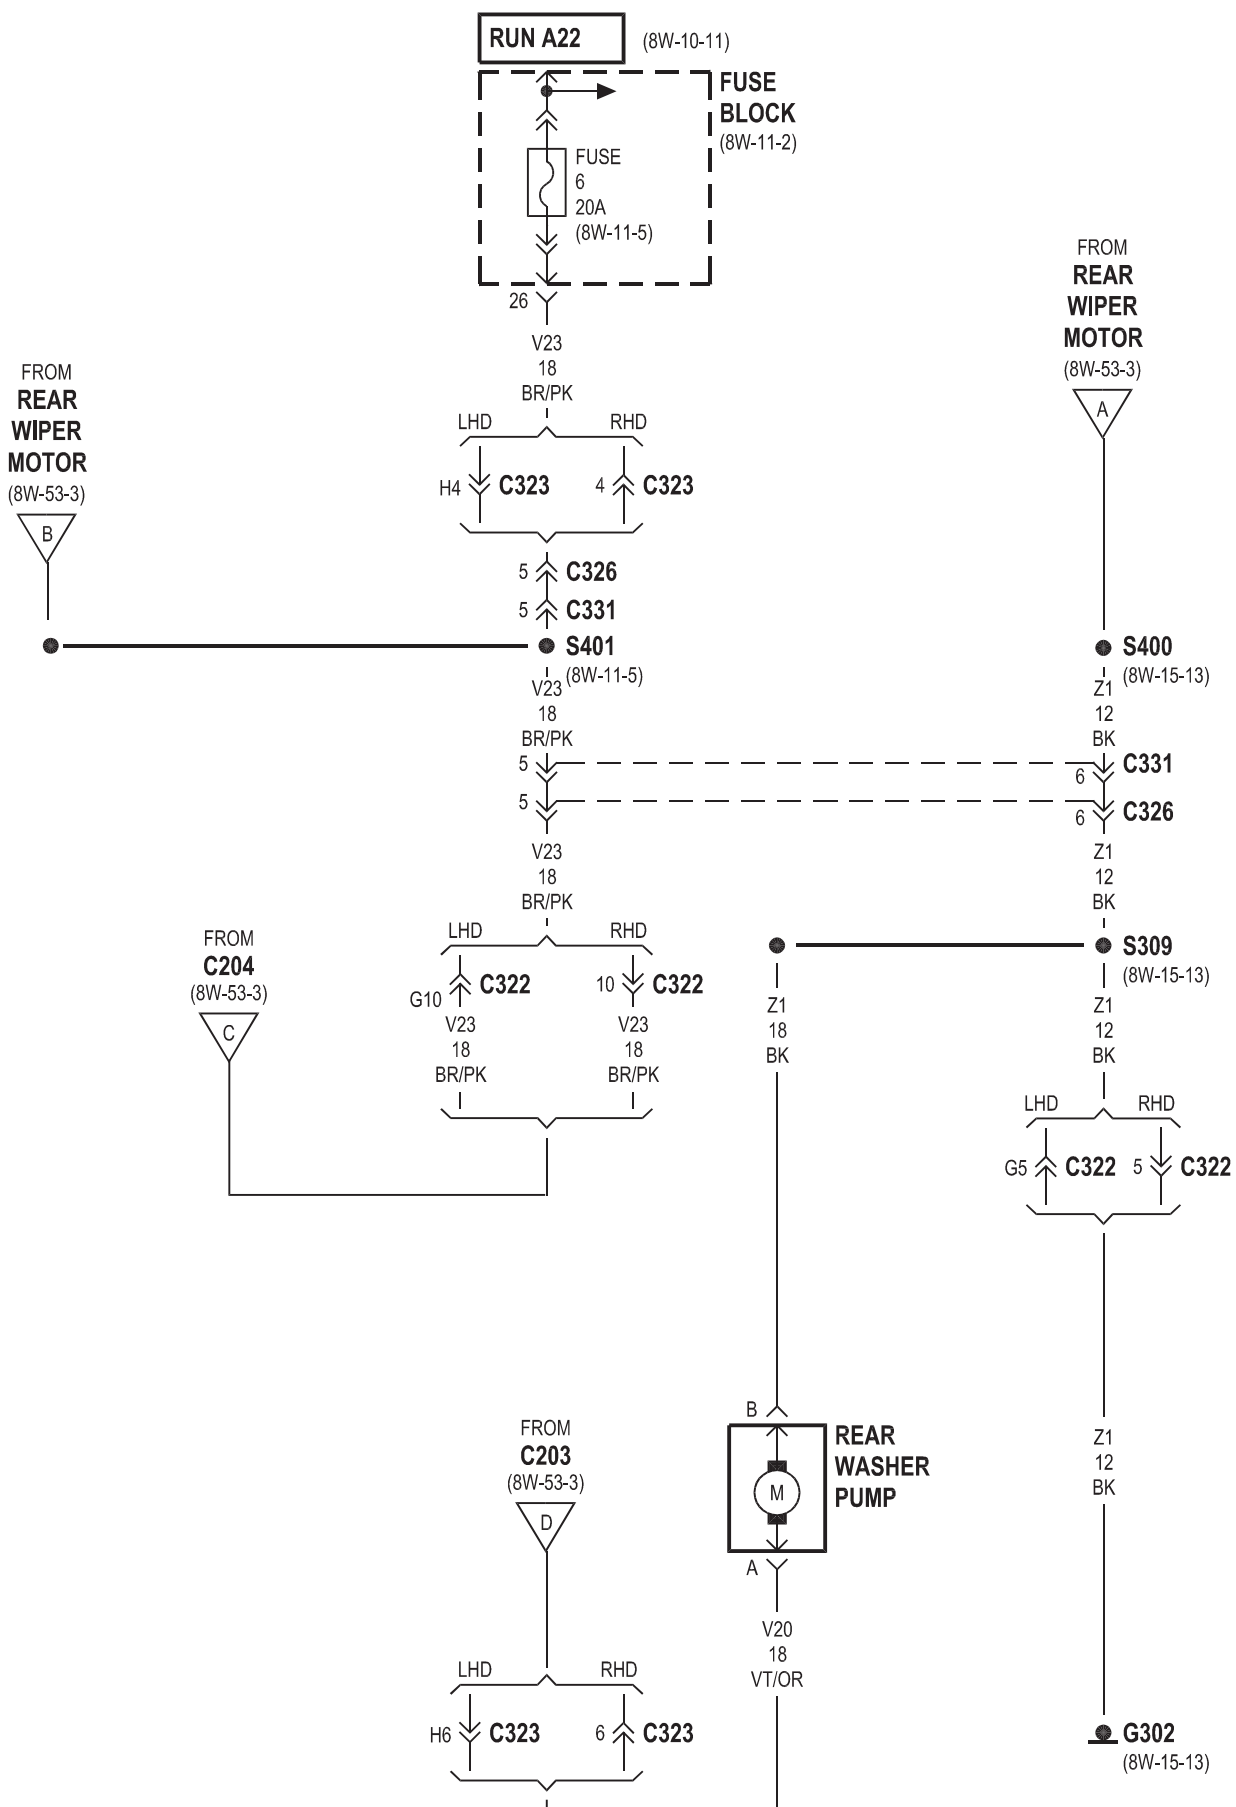 RUN A22
(8W-10-11)
FUSE
BLOCK
(8W-11-2)
FUSE
6
20A
(8W-11-5)
26
V23
18
BR/PK
FROM
REAR
WIPER
MOTOR
(8W-53-3)
A
FROM
REAR
WIPER
MOTOR
(8W-53-3)
B
LHD
RHD
H4
C323
4
C323
5
C326
5
C331
S401
(8W-11-5)
V23
18
BR/PK
S400
(8W-15-13)
Z1
12
BK
5
6
C331
5
6
C326
V23
18
BR/PK
Z1
12
BK
FROM
C204
(8W-53-3)
C
LHD
RHD
G10
C322
10
C322
V23
18
BR/PK
V23
18
BR/PK
S309
(8W-15-13)
Z1
18
BK
Z1
12
BK
LHD
RHD
G5
C322
5
C322
B
REAR
WASHER
PUMP
M
A
V20
18
VT/OR
Z1
12
BK
FROM
C203
(8W-53-3)
D
LHD
RHD
H6
C323
6
C323
G302
(8W-15-13)